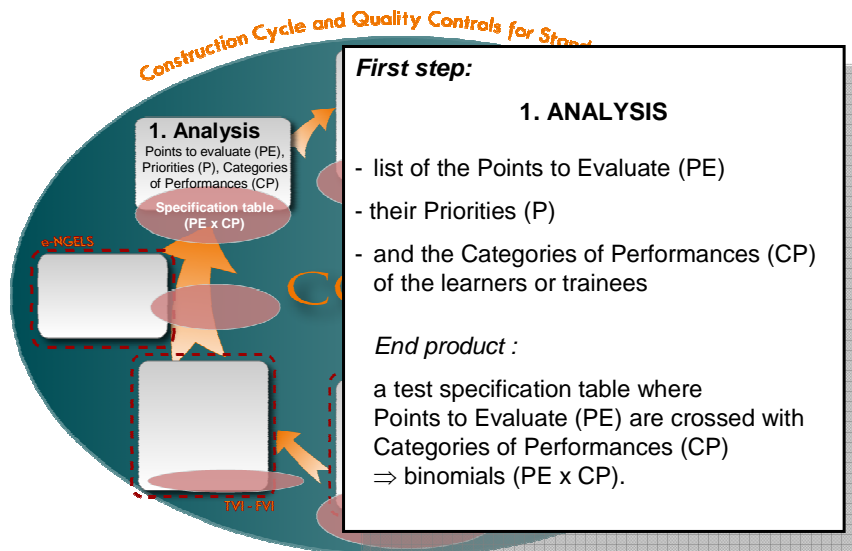 Construction Cycle and Quality Controls for
First step:
1. ANALYSIS
- list of the Points to Evaluate (PE)
- their Priorities (P)
- and the Categories of Performances (CP)
of the learners or trainees
End product :
a test specification table where
Points to Evaluate (PE) are crossed with
Categories of Performances (CP)
⇒ binomials (PE x CP).
1. Analysis
Points to evaluate (PE),
Priorities (P), Categories
of Performances (CP)
Specification table
(PE x CP)
e-NGELS
TVI - FVI